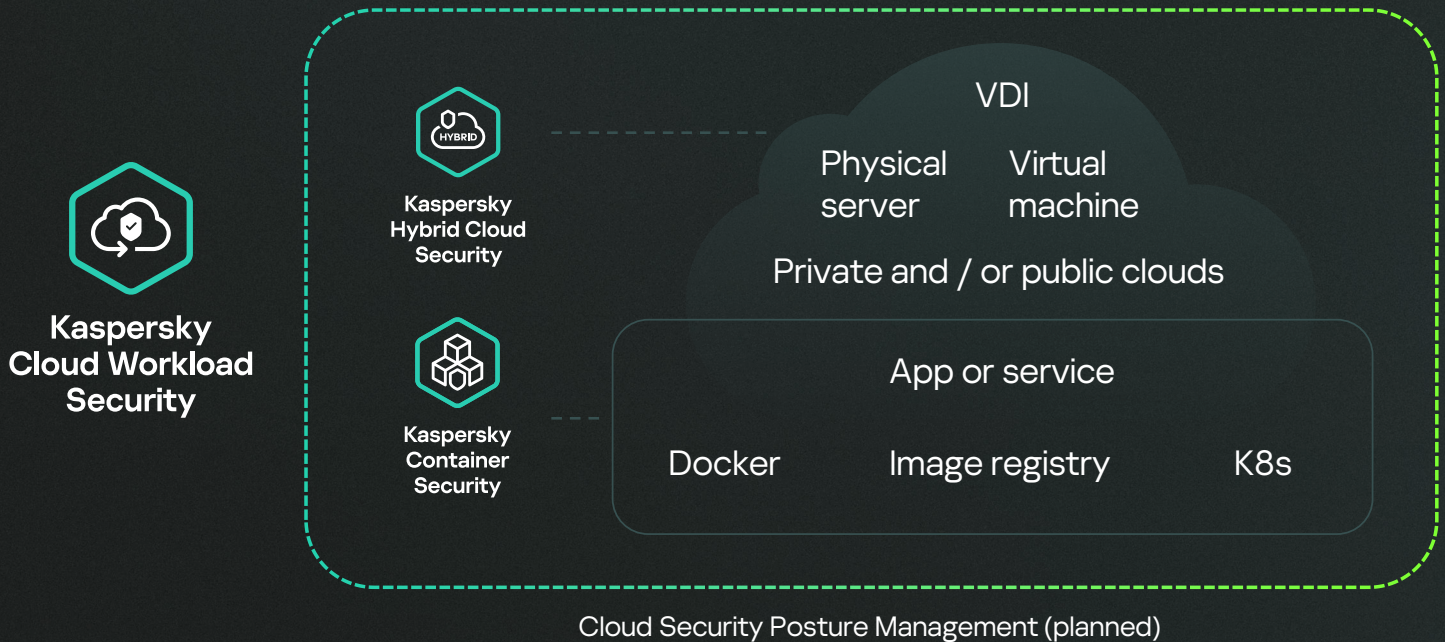 Kaspersky
Cloud Workload
Security
HYBRID
Kaspersky
Hybrid Cloud
Security
Kaspersky
Container
Security
VDI
Physical
server
Virtual
machine
Private and / or public clouds
App or service
Docker
Image registry
K8s
Cloud Security Posture Management (planned)